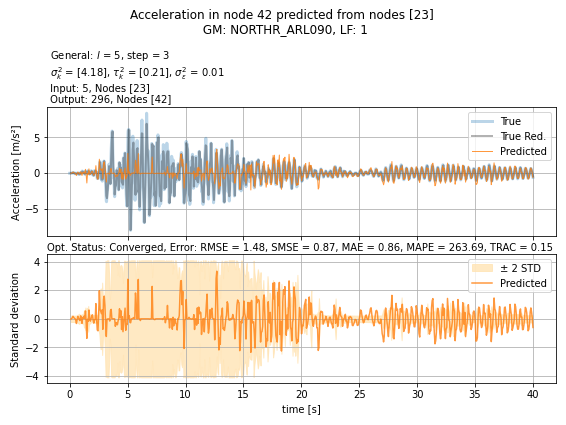 Acceleration in node 42 predicted from nodes [23]
GM: NORTHR_ARL090, LF: 1
General: l = 5, step = 3
σ²ₖ = [4.18], τ²ₖ = [0.21], σ²ε = 0.01
Input: 5, Nodes [23]
Output: 296, Nodes [42]
True
True Red.
Predicted
Acceleration [m/s²]
5
0
−5
Opt. Status: Converged, Error: RMSE = 1.48, SMSE = 0.87, MAE = 0.86, MAPE = 263.69, TRAC = 0.15
± 2 STD
Predicted
Standard deviation
4
2
0
−2
−4
0 5 10 15 20 25 30 35 40
time [s]